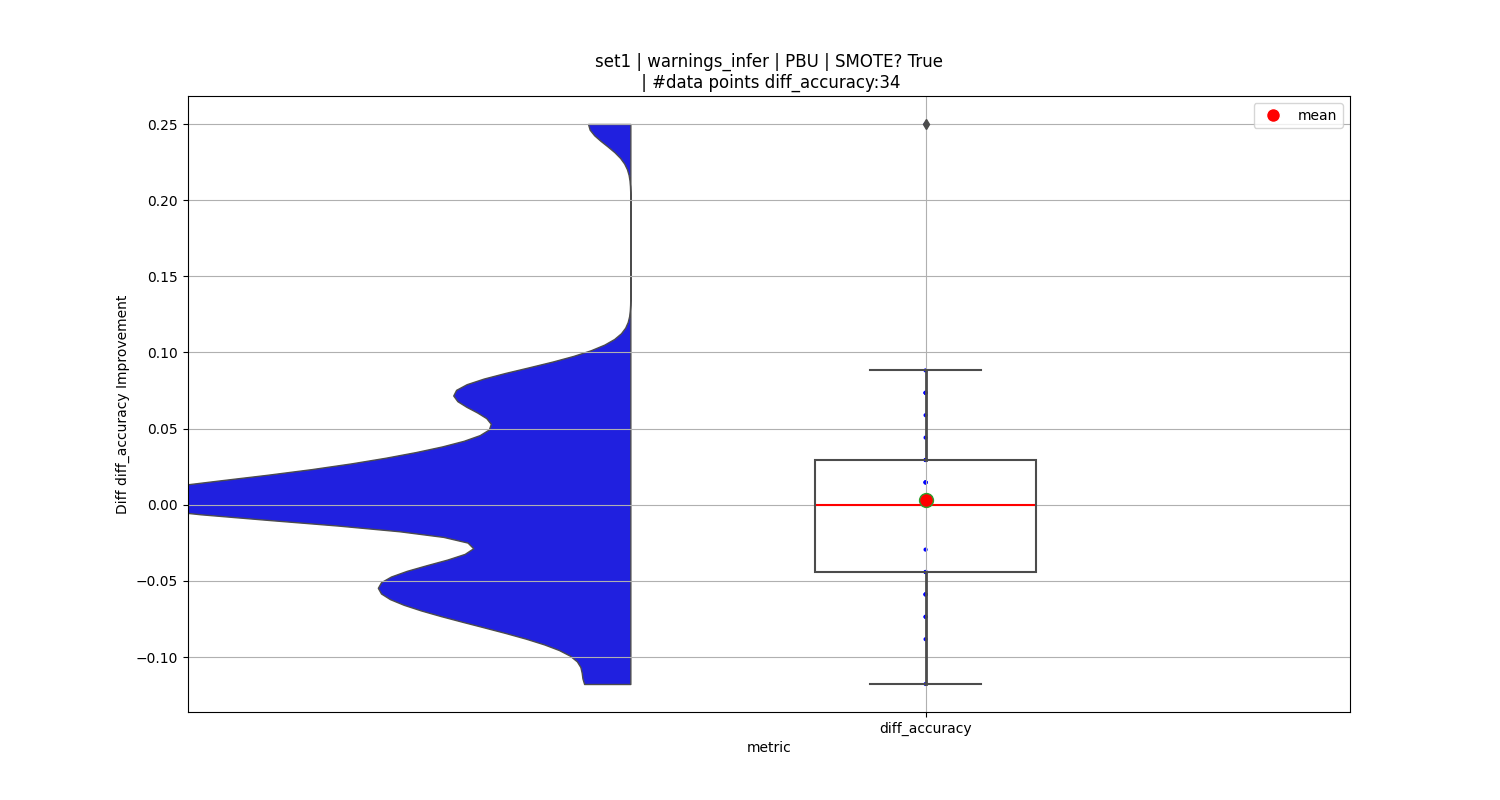 set1 | warnings_infer | PBU | SMOTE? True
| #data points diff_accuracy:34
mean
0.25
0.20
0.15
0.10
0.05
0.00
−0.05
−0.10
Diff diff_accuracy Improvement
diff_accuracy
metric